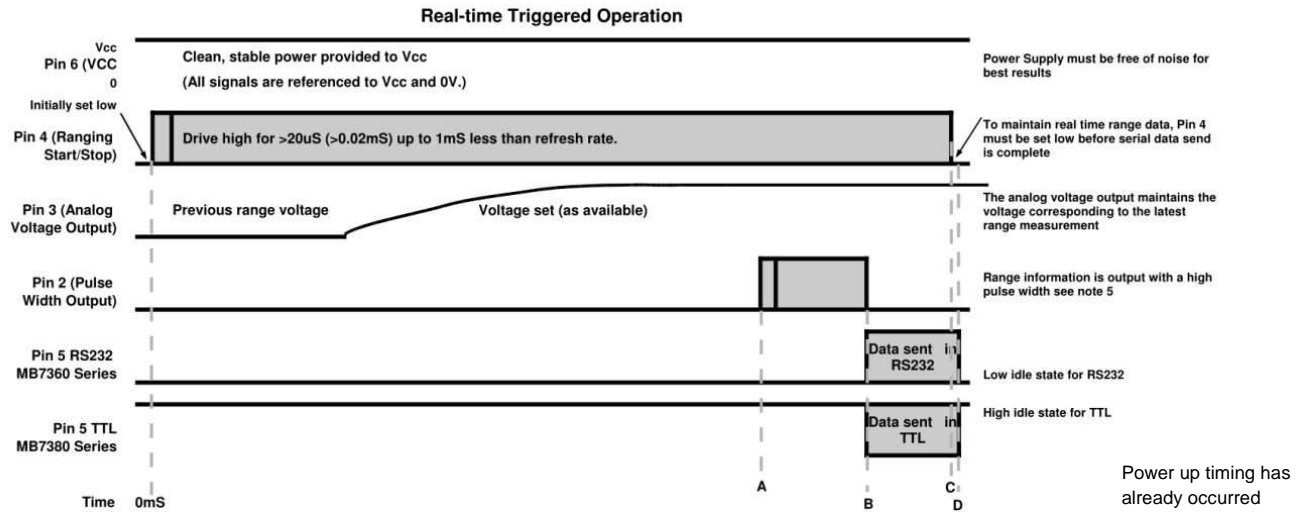 Real-time Triggered Operation
Vcc
Pin 6 (VCC
0
Clean, stable power provided to Vcc
(All signals are referenced to Vcc and 0V.)
Power Supply must be free of noise for
best results
Initially set low
Pin 4 (Ranging
Start/Stop)
Drive high for >20uS (>0.02mS) up to 1mS less than refresh rate.
To maintain real time range data, Pin 4
must be set low before serial data send
is complete
Pin 3 (Analog
Voltage Output)
Previous range voltage
Voltage set (as available)
The analog voltage output maintains the
voltage corresponding to the latest
range measurement
Pin 2 (Pulse
Width Output)
Range information is output with a high
pulse width see note 5
Pin 5 RS232
MB7360 Series
Data sent in
RS232
Low idle state for RS232
Pin 5 TTL
MB7380 Series
Data sent in
TTL
High idle state for TTL
Time
0mS
A
B
C
D
Power up timing has
already occurred